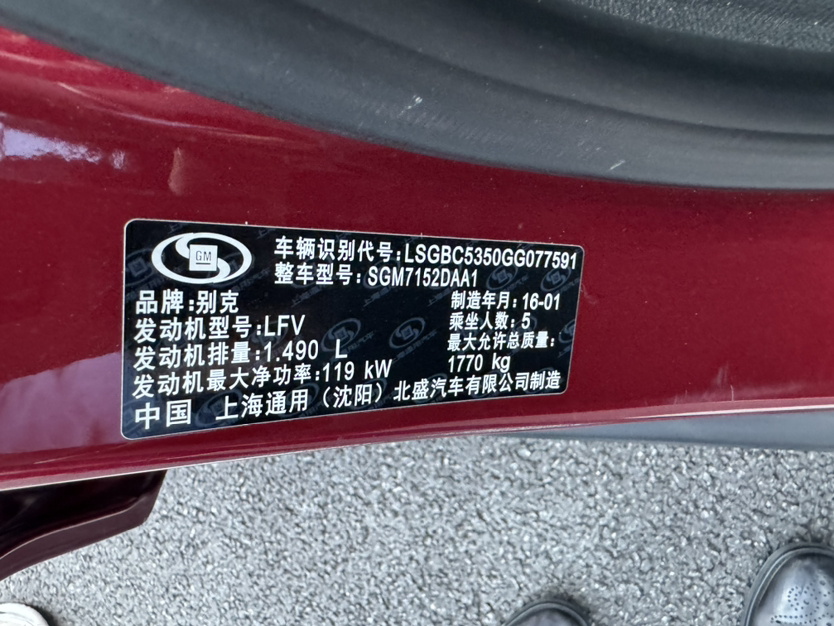 GM
车辆识别代号:LSGBC5350GG077591
整车型号:SGM7152DAA1
品牌:别克
制造年月:16-01
发动机型号:LFV
乘坐人数:5
发动机排量:1.490 L
最大允许总质量:
1770 kg
发动机最大净功率:119 kW
中国 上海通用（沈阳）北盛汽车有限公司制造